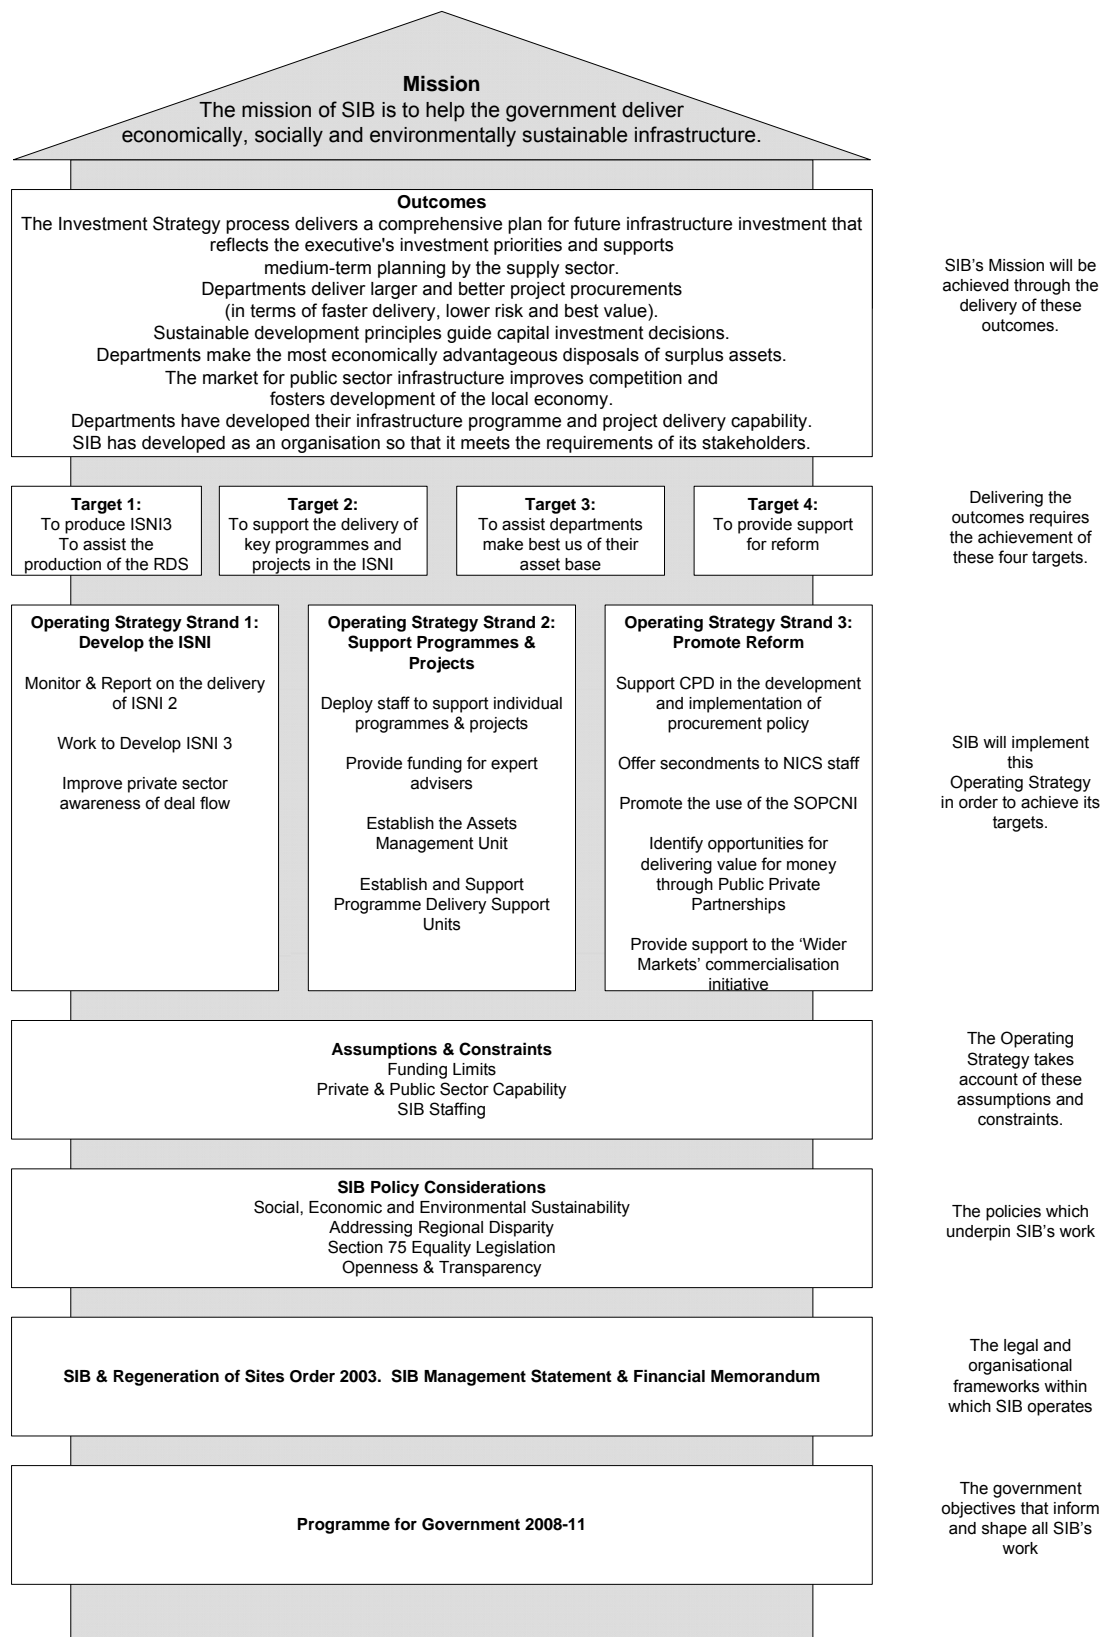 Mission
The mission of SIB is to help the government deliver
economically, socially and environmentally sustainable infrastructure.
Outcomes
The Investment Strategy process delivers a comprehensive plan for future infrastructure investment that
reflects the executive's investment priorities and supports
medium-term planning by the supply sector.
Departments deliver larger and better project procurements
(in terms of faster delivery, lower risk and best value).
Sustainable development principles guide capital investment decisions.
Departments make the most economically advantageous disposals of surplus assets.
The market for public sector infrastructure improves competition and
fosters development of the local economy.
Departments have developed their infrastructure programme and project delivery capability.
SIB has developed as an organisation so that it meets the requirements of its stakeholders.
SIB's Mission will be
achieved through the
delivery of these
outcomes.
Target 1:
To produce ISNI3
To assist the
production of the RDS
Target 2:
To support the delivery of
key programmes and
projects in the ISNI
Target 3:
To assist departments
make best us of their
asset base
Target 4:
To provide support
for reform
Delivering the
outcomes requires
the achievement of
these four targets.
Operating Strategy Strand 1:
Develop the ISNI
Monitor & Report on the delivery
of ISNI 2
Work to Develop ISNI 3
Improve private sector
awareness of deal flow
Operating Strategy Strand 2:
Support Programmes &
Projects
Deploy staff to support individual
programmes & projects
Provide funding for expert
advisers
Establish the Assets
Management Unit
Establish and Support
Programme Delivery Support
Units
Operating Strategy Strand 3:
Promote Reform
Support CPD in the development
and implementation of
procurement policy
Offer secondments to NICS staff
Promote the use of the SOPCNI
Identify opportunities for
delivering value for money
through Public Private
Partnerships
Provide support to the ‘Wider
Markets’ commercialisation
initiative
SIB will implement
this
Operating Strategy
in order to achieve its
targets.
Assumptions & Constraints
Funding Limits
Private & Public Sector Capability
SIB Staffing
The Operating
Strategy takes
account of these
assumptions and
constraints.
SIB Policy Considerations
Social, Economic and Environmental Sustainability
Addressing Regional Disparity
Section 75 Equality Legislation
Openness & Transparency
The policies which
underpin SIB's work
SIB & Regeneration of Sites Order 2003.  SIB Management Statement & Financial Memorandum
The legal and
organisational
frameworks within
which SIB operates
Programme for Government 2008-11
The government
objectives that inform
and shape all SIB's
work